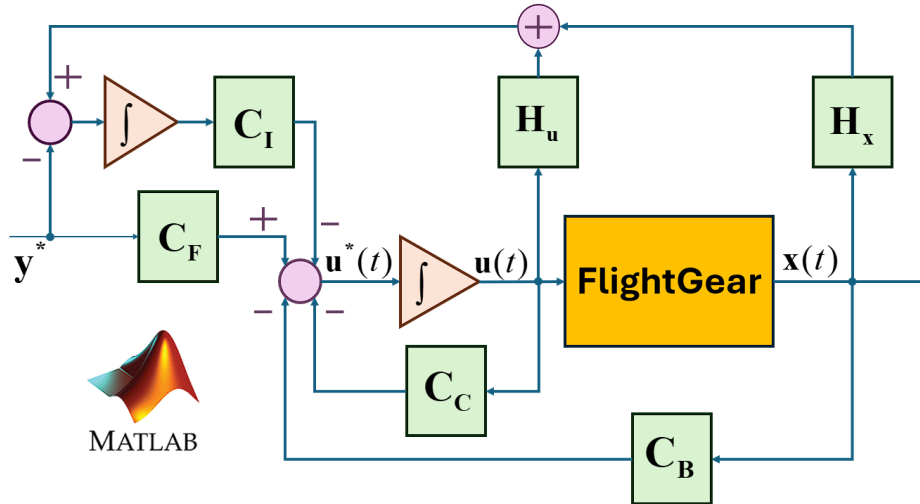 +
+
∫
C_I
H_u
H_x
−
y*
C_F
+
−
u*(t)
∫
u(t)
FlightGear
x(t)
−
−
C_C
C_B
MATLAB